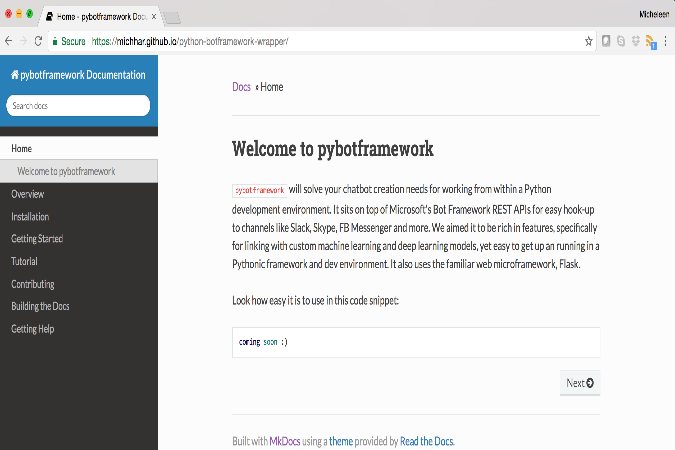 Home - pybotframework Docu
Micheleen
Secure https://michhar.github.io/python-botframework-wrapper/
pybotframework Documentation
Search docs
Home
Welcome to pybotframework
Overview
Installation
Getting Started
Tutorial
Contributing
Building the Docs
Getting Help
Docs » Home
Welcome to pybotframework
pybotframework will solve your chatbot creation needs for working from within a Python
development environment. It sits on top of Microsoft's Bot Framework REST APIs for easy hook-up
to channels like Slack, Skype, FB Messenger and more. We aimed it to be rich in features, specifically
for linking with custom machine learning and deep learning models, yet easy to get up an running in a
Pythonic framework and dev environment. It also uses the familiar web microframework, Flask.
Look how easy it is to use in this code snippet:
coming soon :)
Next
Built with MkDocs using a theme provided by Read the Docs.